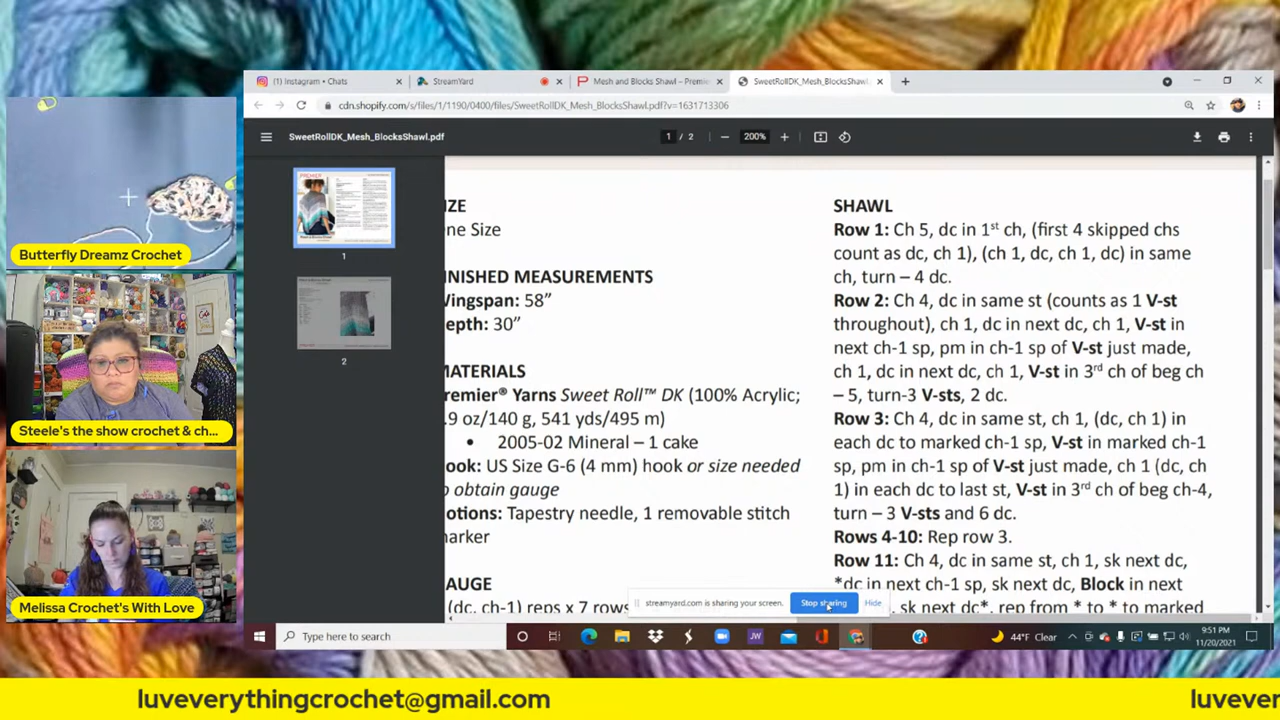 (1) Instagram • Chats
StreamYard
Mesh and Blocks Shawl – Premie
SweetRollDK_Mesh_BlocksShawl.
cdn.shopify.com/s/files/1/1190/0400/files/SweetRollDK_Mesh_BlocksShawl.pdf?v=1631713306
SweetRollDK_Mesh_BlocksShawl.pdf
1 / 2
200%
1
2
IZE
ne Size
NISHED MEASUREMENTS
Vingspan: 58”
epth: 30”
MATERIALS
remier® Yarns Sweet Roll™ DK (100% Acrylic;
.9 oz/140 g, 541 yds/495 m)
• 2005-02 Mineral – 1 cake
ook: US Size G-6 (4 mm) hook or size needed
o obtain gauge
otions: Tapestry needle, 1 removable stitch
arker
AUGE
(dc, ch-1) reps x 7 rows
SHAWL
Row 1: Ch 5, dc in 1st ch, (first 4 skipped chs
count as dc, ch 1), (ch 1, dc, ch 1, dc) in same
ch, turn – 4 dc.
Row 2: Ch 4, dc in same st (counts as 1 V-st
throughout), ch 1, dc in next dc, ch 1, V-st in
next ch-1 sp, pm in ch-1 sp of V-st just made,
ch 1, dc in next dc, ch 1, V-st in 3rd ch of beg ch
– 5, turn-3 V-sts, 2 dc.
Row 3: Ch 4, dc in same st, ch 1, (dc, ch 1) in
each dc to marked ch-1 sp, V-st in marked ch-1
sp, pm in ch-1 sp of V-st just made, ch 1 (dc, ch
1) in each dc to last st, V-st in 3rd ch of beg ch-4,
turn – 3 V-sts and 6 dc.
Rows 4-10: Rep row 3.
Row 11: Ch 4, dc in same st, ch 1, sk next dc,
*dc in next ch-1 sp, sk next dc, Block in next
, sk next dc*, rep from * to * to marked
streamyard.com is sharing your screen.
Stop sharing
Hide
Type here to search
JW
44°F Clear
9:51 PM
11/20/2021
Butterfly Dreamz Crochet
Steele's the show crochet & ch...
Melissa Crochet's With Love
luveverythingcrochet@gmail.com
luvever